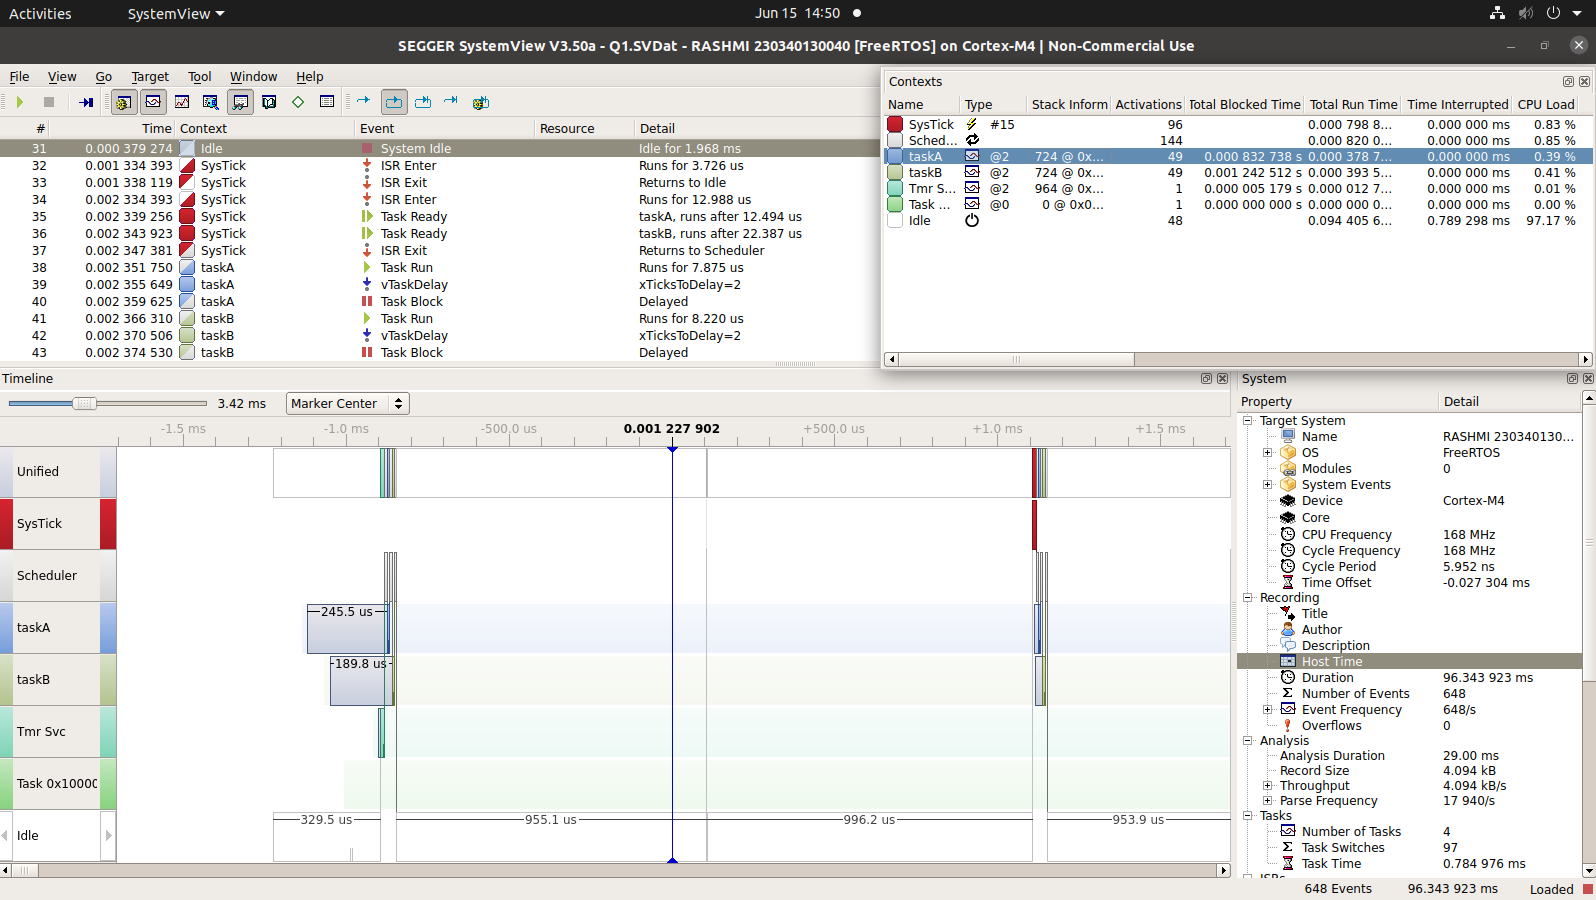 Activities SystemView Jun 15 14:50
SEGGER SystemView V3.50a - Q1.SVDat - RASHMI 230340130040 [FreeRTOS] on Cortex-M4 | Non-Commercial Use
File View Go Target Tool Window Help
# Time Context Event Resource Detail
31 0.000 379 274 Idle System Idle Idle for 1.968 ms
32 0.001 334 393 SysTick ISR Enter Runs for 3.726 us
33 0.001 338 119 SysTick ISR Exit Returns to Idle
34 0.002 334 393 SysTick ISR Enter Runs for 12.988 us
35 0.002 339 256 SysTick Task Ready taskA, runs after 12.494 us
36 0.002 343 923 SysTick Task Ready taskB, runs after 22.387 us
37 0.002 347 381 SysTick ISR Exit Returns to Scheduler
38 0.002 351 750 taskA Task Run Runs for 7.875 us
39 0.002 355 649 taskA vTaskDelay xTicksToDelay=2
40 0.002 359 625 taskA Task Block Delayed
41 0.002 366 310 taskB Task Run Runs for 8.220 us
42 0.002 370 506 taskB vTaskDelay xTicksToDelay=2
43 0.002 374 530 taskB Task Block Delayed
Contexts
Name Type Stack Inform Activations Total Blocked Time Total Run Time Time Interrupted CPU Load
SysTick #15 96 0.000 798 8... 0.000 000 ms 0.83 %
Sched... 144 0.000 820 0... 0.000 000 ms 0.85 %
taskA @2 724 @ 0x... 49 0.000 832 738 s 0.000 378 7... 0.000 000 ms 0.39 %
taskB @2 724 @ 0x... 49 0.001 242 512 s 0.000 393 5... 0.000 000 ms 0.41 %
Tmr S... @2 964 @ 0x... 1 0.000 005 179 s 0.000 012 7... 0.000 000 ms 0.01 %
Task ... @0 0 @ 0x0... 1 0.000 000 000 s 0.000 000 0... 0.000 000 ms 0.00 %
Idle 48 0.094 405 6... 0.789 298 ms 97.17 %
Timeline
3.42 ms Marker Center
-1.5 ms -1.0 ms -500.0 us 0.001 227 902 +500.0 us +1.0 ms +1.5 ms
Unified
SysTick
Scheduler
taskA 245.5 us
taskB 189.8 us
Tmr Svc
Task 0x1000
Idle 329.5 us 955.1 us 996.2 us 953.9 us
System
Property Detail
Target System
Name RASHMI 230340130...
OS FreeRTOS
Modules 0
System Events
Device Cortex-M4
Core
CPU Frequency 168 MHz
Cycle Frequency 168 MHz
Cycle Period 5.952 ns
Time Offset -0.027 304 ms
Recording
Title
Author
Description
Host Time
Duration 96.343 923 ms
Number of Events 648
Event Frequency 648/s
Overflows 0
Analysis
Analysis Duration 29.00 ms
Record Size 4.094 kB
Throughput 4.094 kB/s
Parse Frequency 17 940/s
Tasks
Number of Tasks 4
Task Switches 97
Task Time 0.784 976 ms
648 Events 96.343 923 ms Loaded